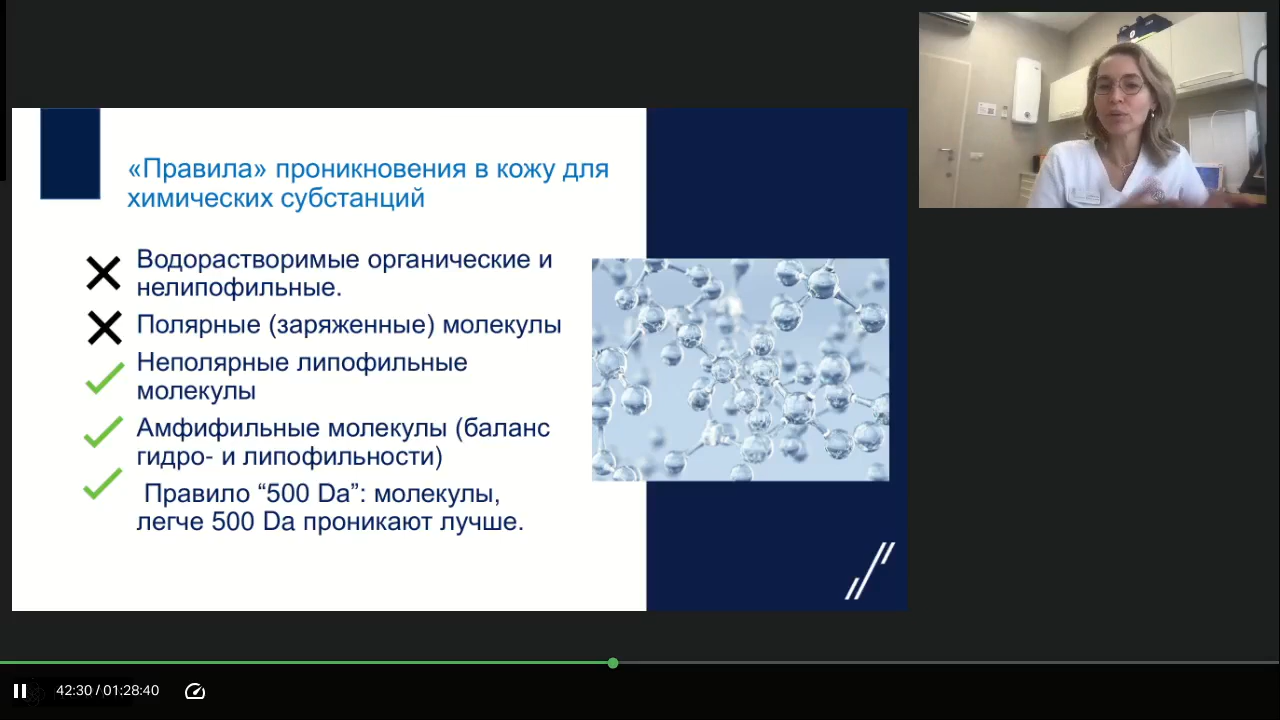 «Правила» проникновения в кожу для
химических субстанций
Водорастворимые органические и
нелипофильные.
Полярные (заряженные) молекулы
Неполярные липофильные
молекулы
Амфифильные молекулы (баланс
гидро- и липофильности)
Правило “500 Da”: молекулы,
легче 500 Da проникают лучше.
42:30 / 01:28:40